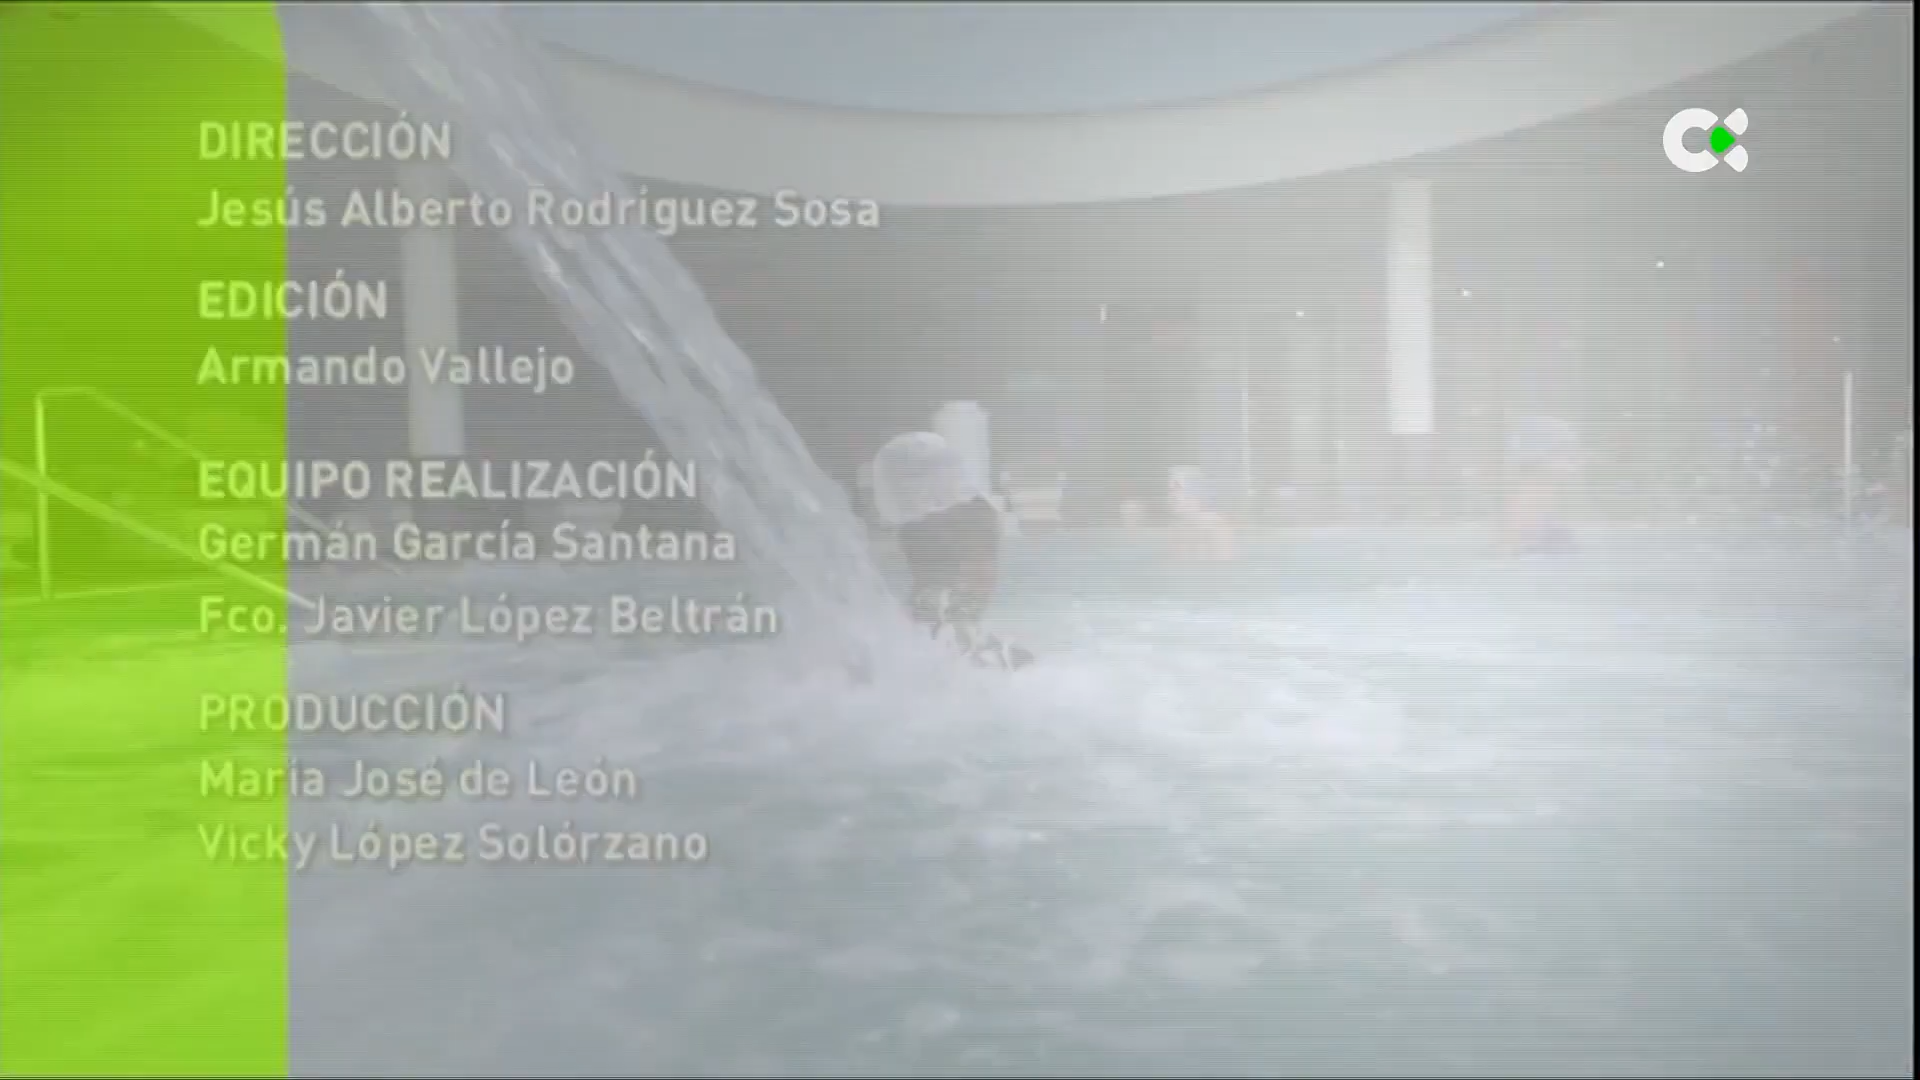 DIRECCIÓN
Jesús Alberto Rodríguez Sosa
EDICIÓN
Armando Vallejo
EQUIPO REALIZACIÓN
Germán García Santana
Fco. Javier López Beltrán
PRODUCCIÓN
María José de León
Vicky López Solórzano